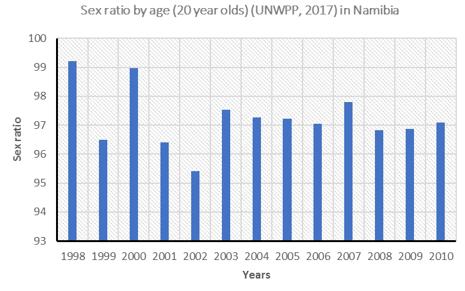 Sex ratio by age (20 year olds) (UNWPP, 2017) in Namibia
100
99
98
97
96
95
94
93
Sex ratio
1998 1999 2000 2001 2002 2003 2004 2005 2006 2007 2008 2009 2010
Years